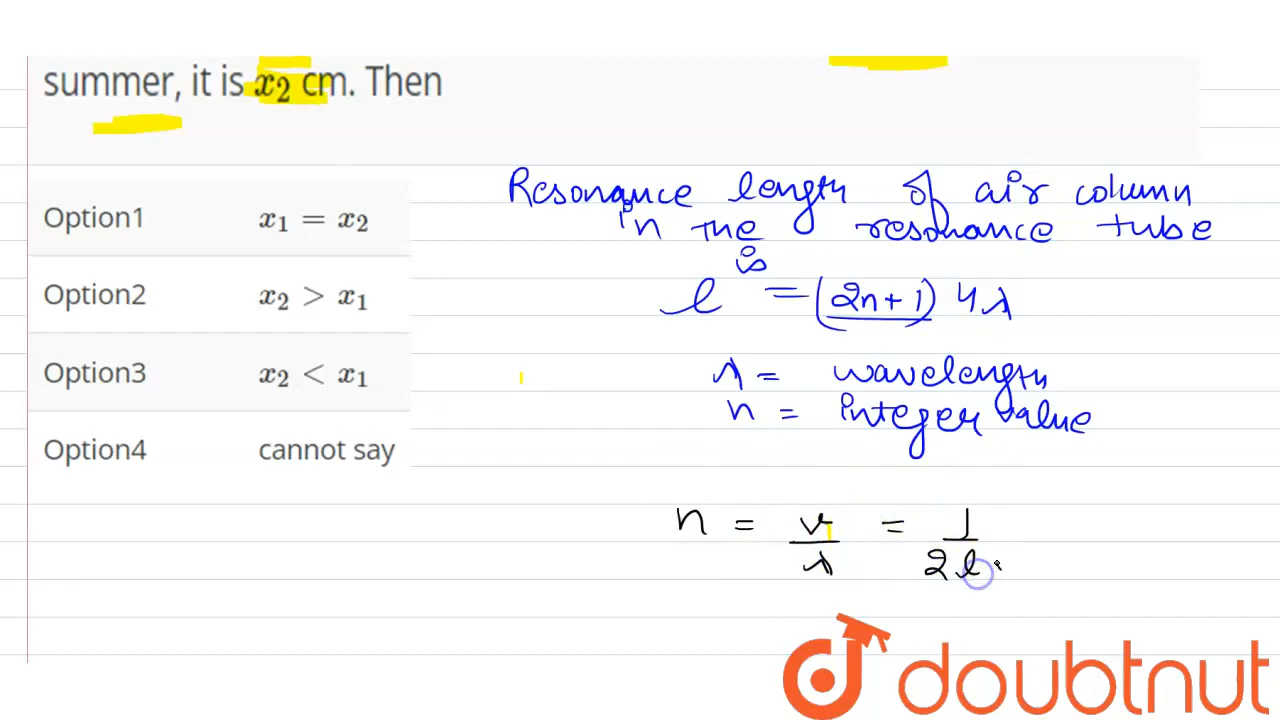 summer, it is x₂ cm. Then
Option1 x₁ = x₂
Option2 x₂ > x₁
Option3 x₂ < x₁
Option4 cannot say
Resonance length of air column
in the resonance tube
is
l = (2n+1) 4λ
λ = wavelength
n = integer value
n = v/λ = 1/2l
doubtnut